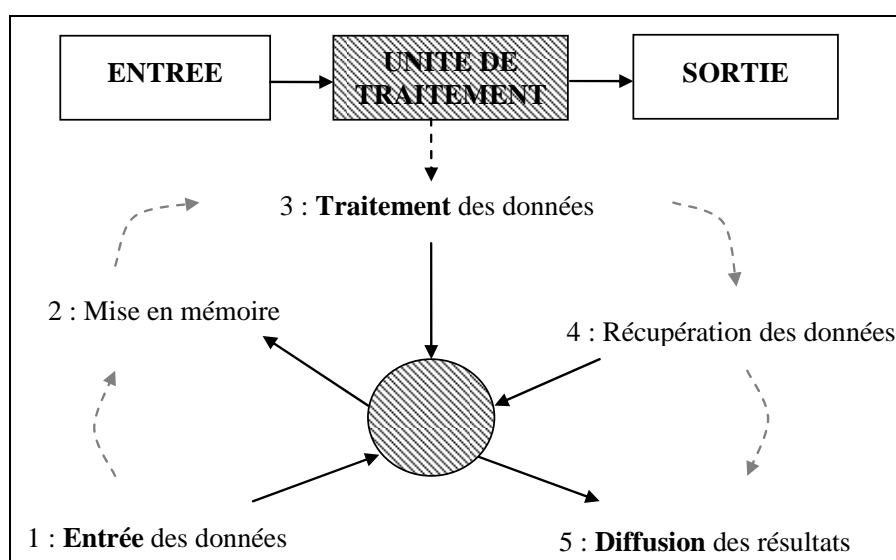 ENTREE
UNITE DE
TRAITEMENT
SORTIE
3 : Traitement des données
2 : Mise en mémoire
4 : Récupération des données
1 : Entrée des données
5 : Diffusion des résultats